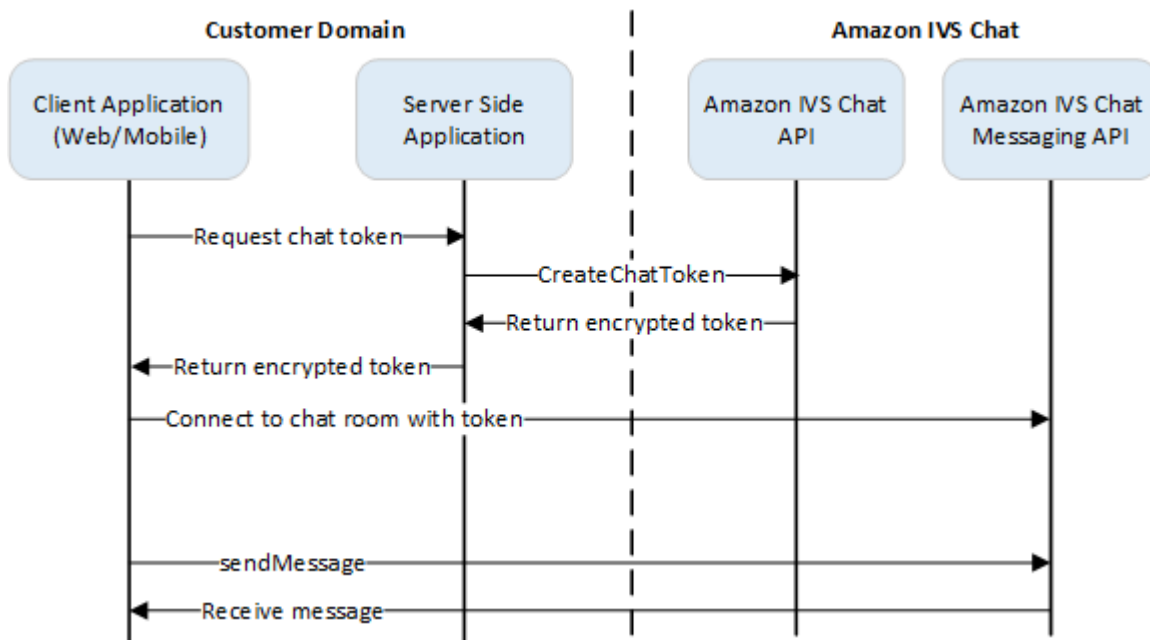 Customer Domain
Amazon IVS Chat
Client Application
(Web/Mobile)
Server Side
Application
Amazon IVS Chat
API
Amazon IVS Chat
Messaging API
Request chat token
CreateChatToken
Return encrypted token
Return encrypted token
Connect to chat room with token
sendMessage
Receive message